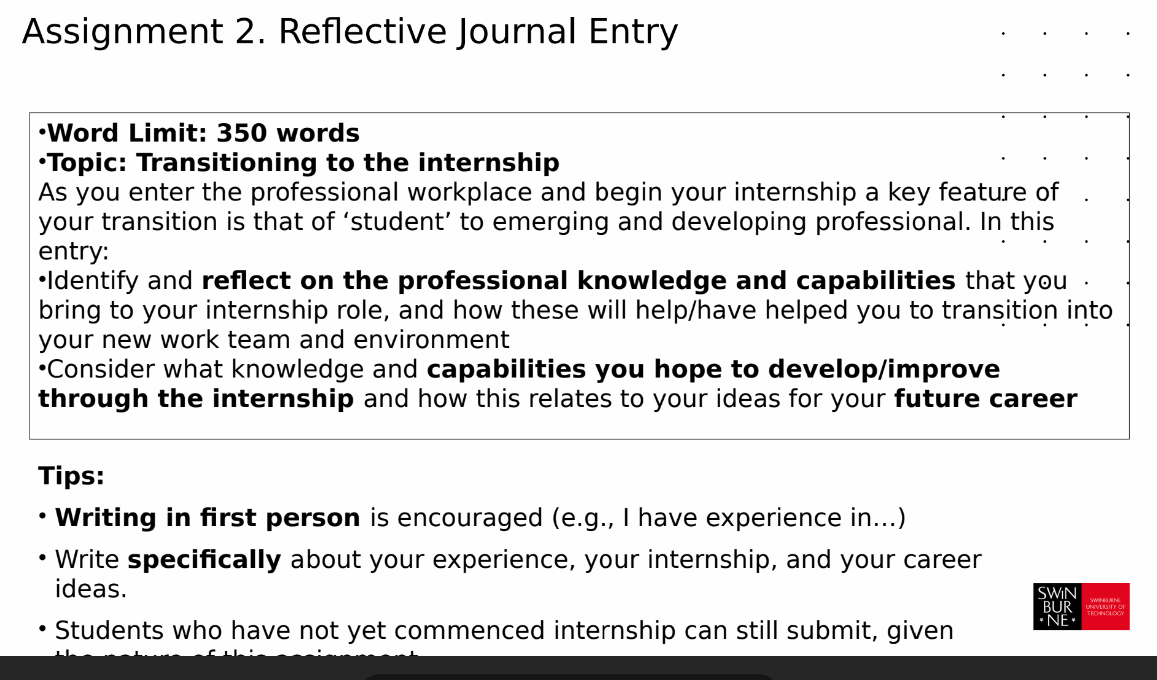 Assignment 2. Reflective Journal Entry
•Word Limit: 350 words
•Topic: Transitioning to the internship
As you enter the professional workplace and begin your internship a key feature of
your transition is that of ‘student’ to emerging and developing professional. In this
entry:
•Identify and reflect on the professional knowledge and capabilities that you
bring to your internship role, and how these will help/have helped you to transition into
your new work team and environment
•Consider what knowledge and capabilities you hope to develop/improve
through the internship and how this relates to your ideas for your future career
Tips:
• Writing in first person is encouraged (e.g., I have experience in...)
• Write specifically about your experience, your internship, and your career
ideas.
• Students who have not yet commenced internship can still submit, given
the nature of this assignment
SWIN
BUR
NE
SWINBURNE
UNIVERSITY OF
TECHNOLOGY